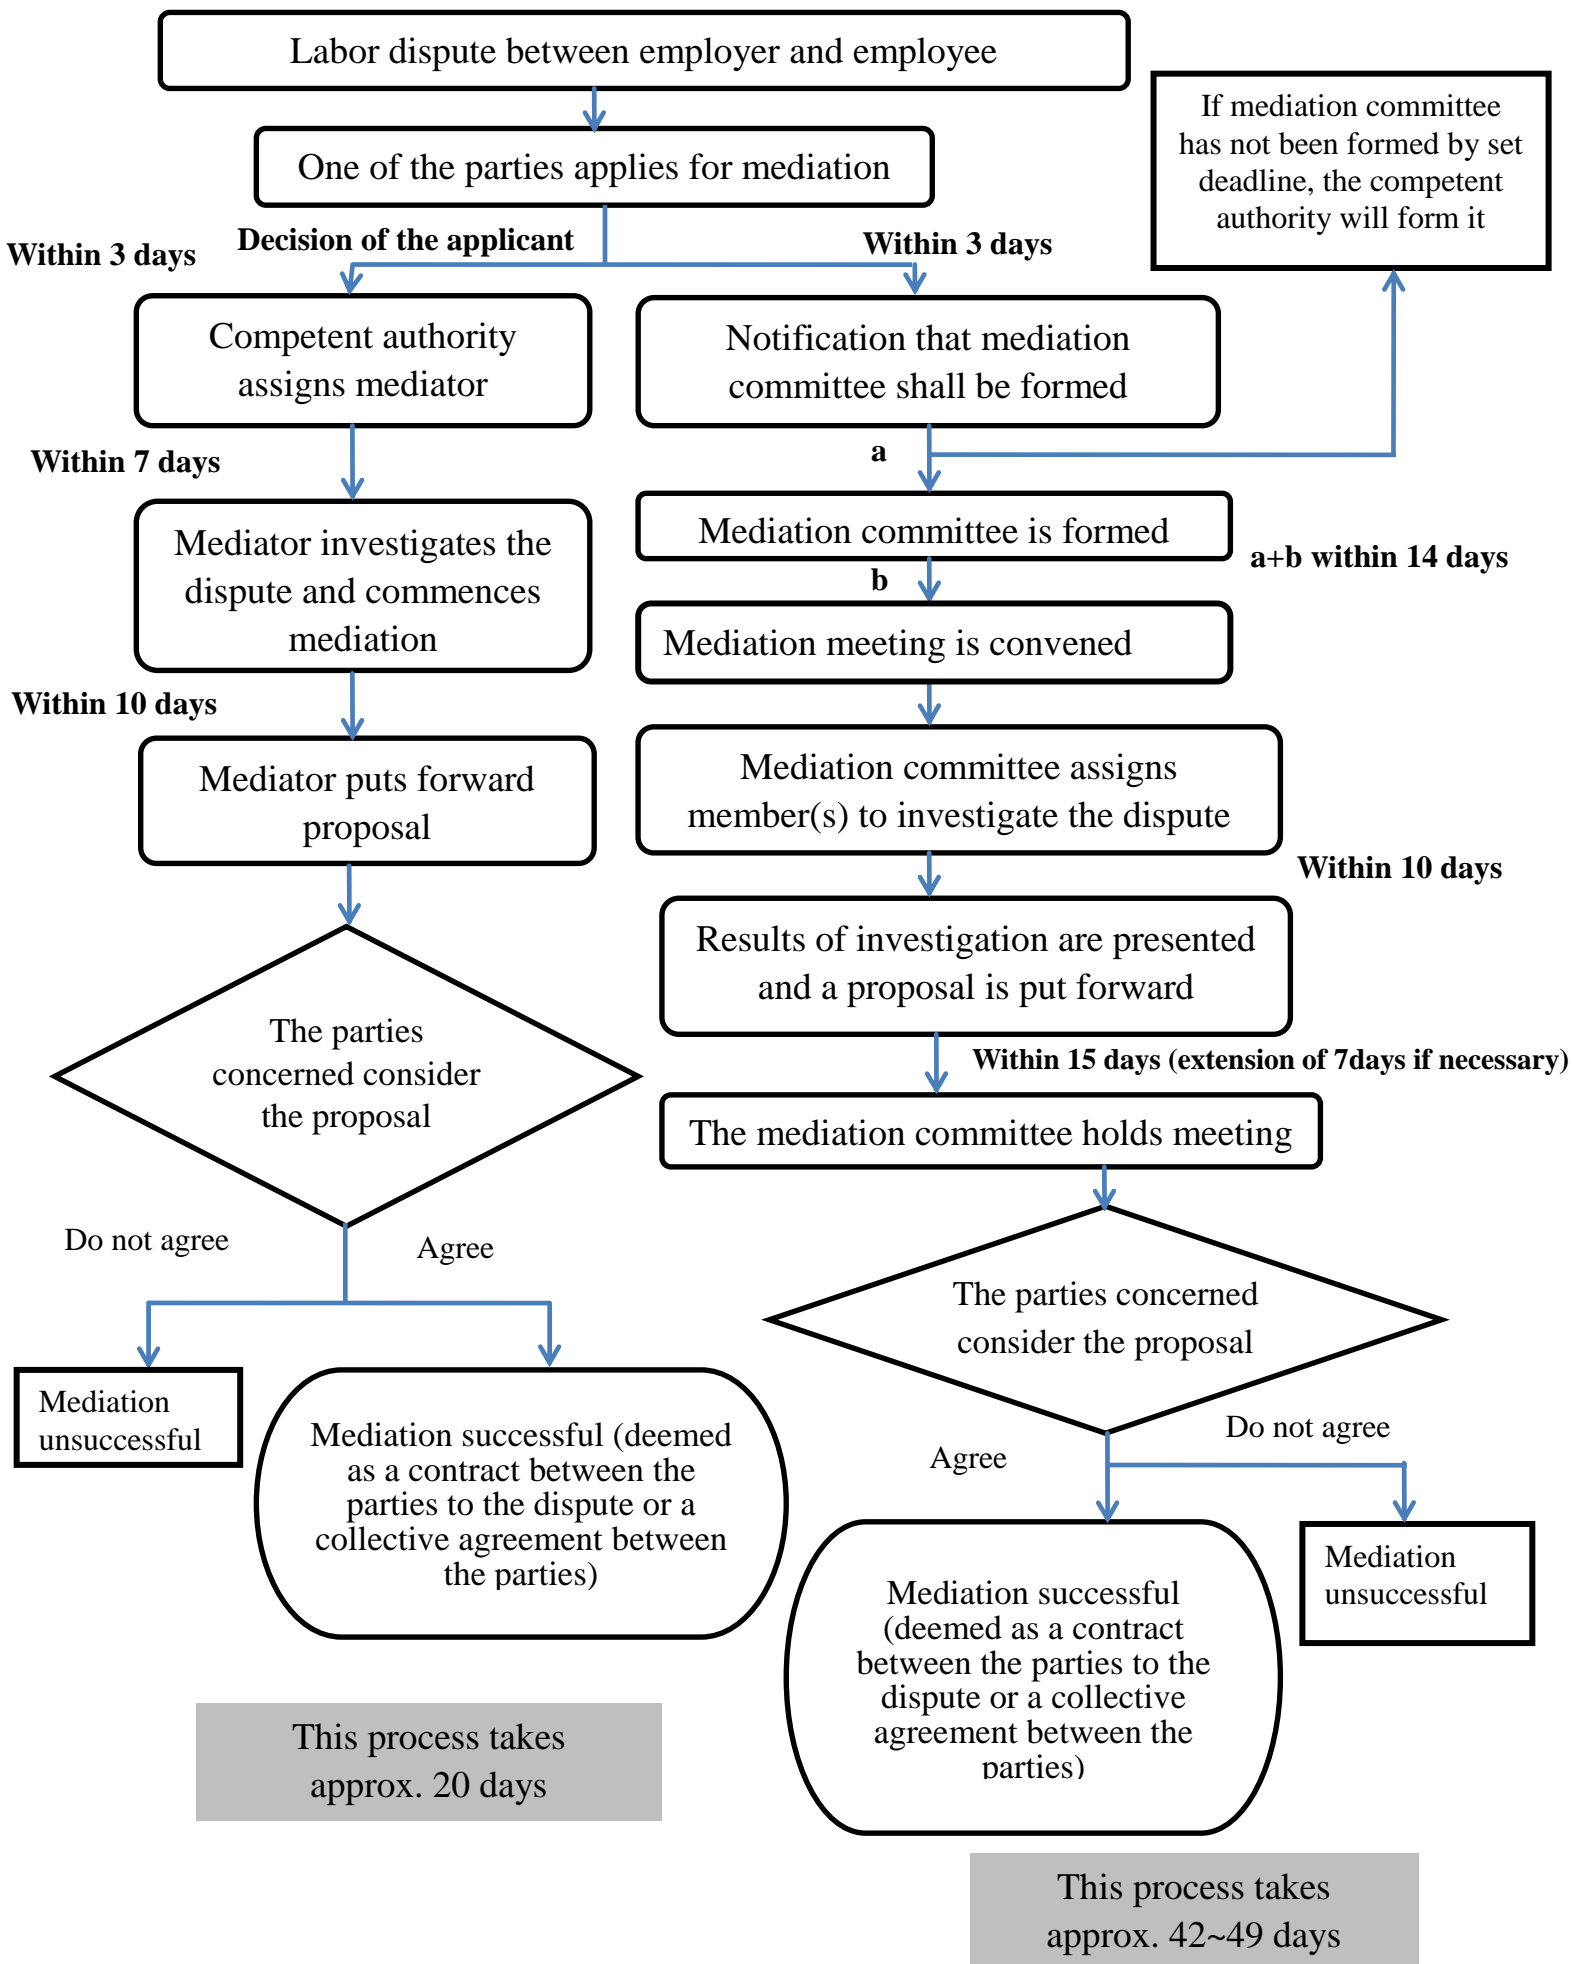 Labor dispute between employer and employee
If mediation committee
has not been formed by set
deadline, the competent
authority will form it
One of the parties applies for mediation
Within 3 days
Decision of the applicant
Within 3 days
Competent authority
assigns mediator
Notification that mediation
committee shall be formed
Within 7 days
a
Mediator investigates the
dispute and commences
mediation
Mediation committee is formed
a+b within 14 days
b
Mediation meeting is convened
Within 10 days
Mediator puts forward
proposal
Mediation committee assigns
member(s) to investigate the dispute
Within 10 days
Results of investigation are presented
and a proposal is put forward
The parties
concerned consider
the proposal
Within 15 days (extension of 7days if necessary)
The mediation committee holds meeting
Do not agree
Agree
The parties concerned
consider the proposal
Mediation
unsuccessful
Mediation successful (deemed
as a contract between the
parties to the dispute or a
collective agreement between
the parties)
Agree
Do not agree
Mediation successful
(deemed as a contract
between the parties to the
dispute or a collective
agreement between the
parties)
Mediation
unsuccessful
This process takes
approx. 20 days
This process takes
approx. 42~49 days